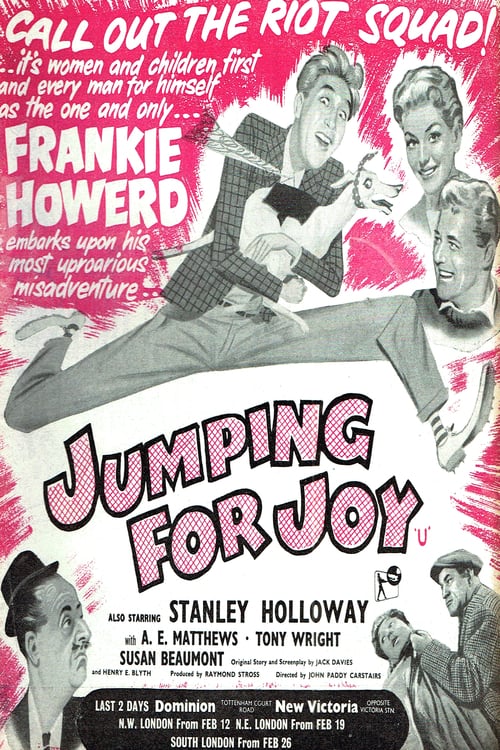 CALL OUT THE RIOT SQUAD!
...it's women and children first
and every man for himself
as the one and only...
FRANKIE
HOWERD
embarks upon his
most uproarious
misadventure...
JUMPING
FOR JOY
'U'
ALSO STARRING STANLEY HOLLOWAY
with A. E. MATTHEWS · TONY WRIGHT
SUSAN BEAUMONT Original Story and Screenplay by JACK DAVIES
and HENRY E. BLYTH Produced by RAYMOND STROSS Directed by JOHN PADDY CARSTAIRS
LAST 2 DAYS Dominion TOTTENHAM COURT ROAD New Victoria OPPOSITE VICTORIA STN.
N.W. LONDON From FEB 12 N.E. LONDON From FEB 19
SOUTH LONDON From FEB 26